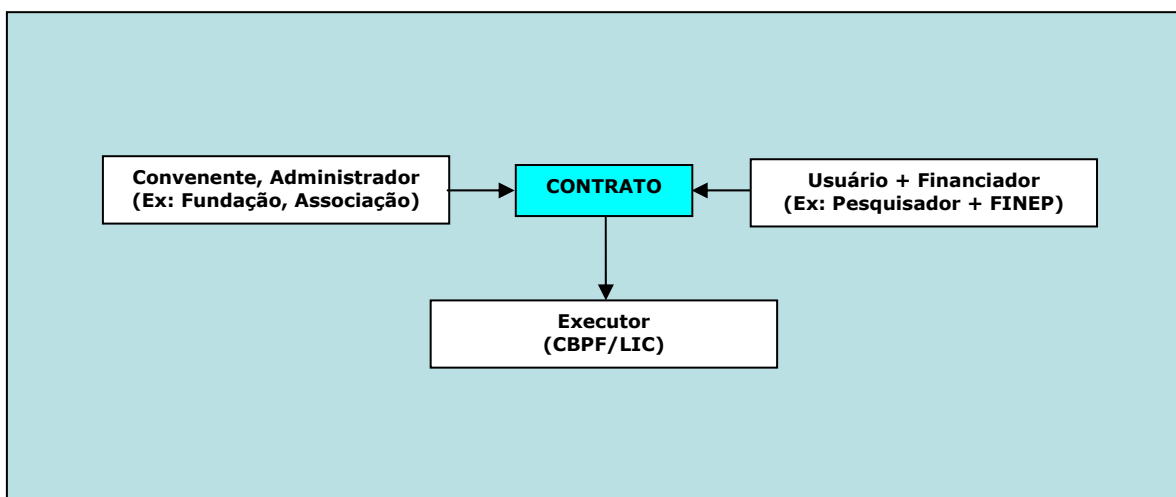 Convenente, Administrador
(Ex: Fundação, Associação)
CONTRATO
Usuário + Financiador
(Ex: Pesquisador + FINEP)
Executor
(CBPF/LIC)